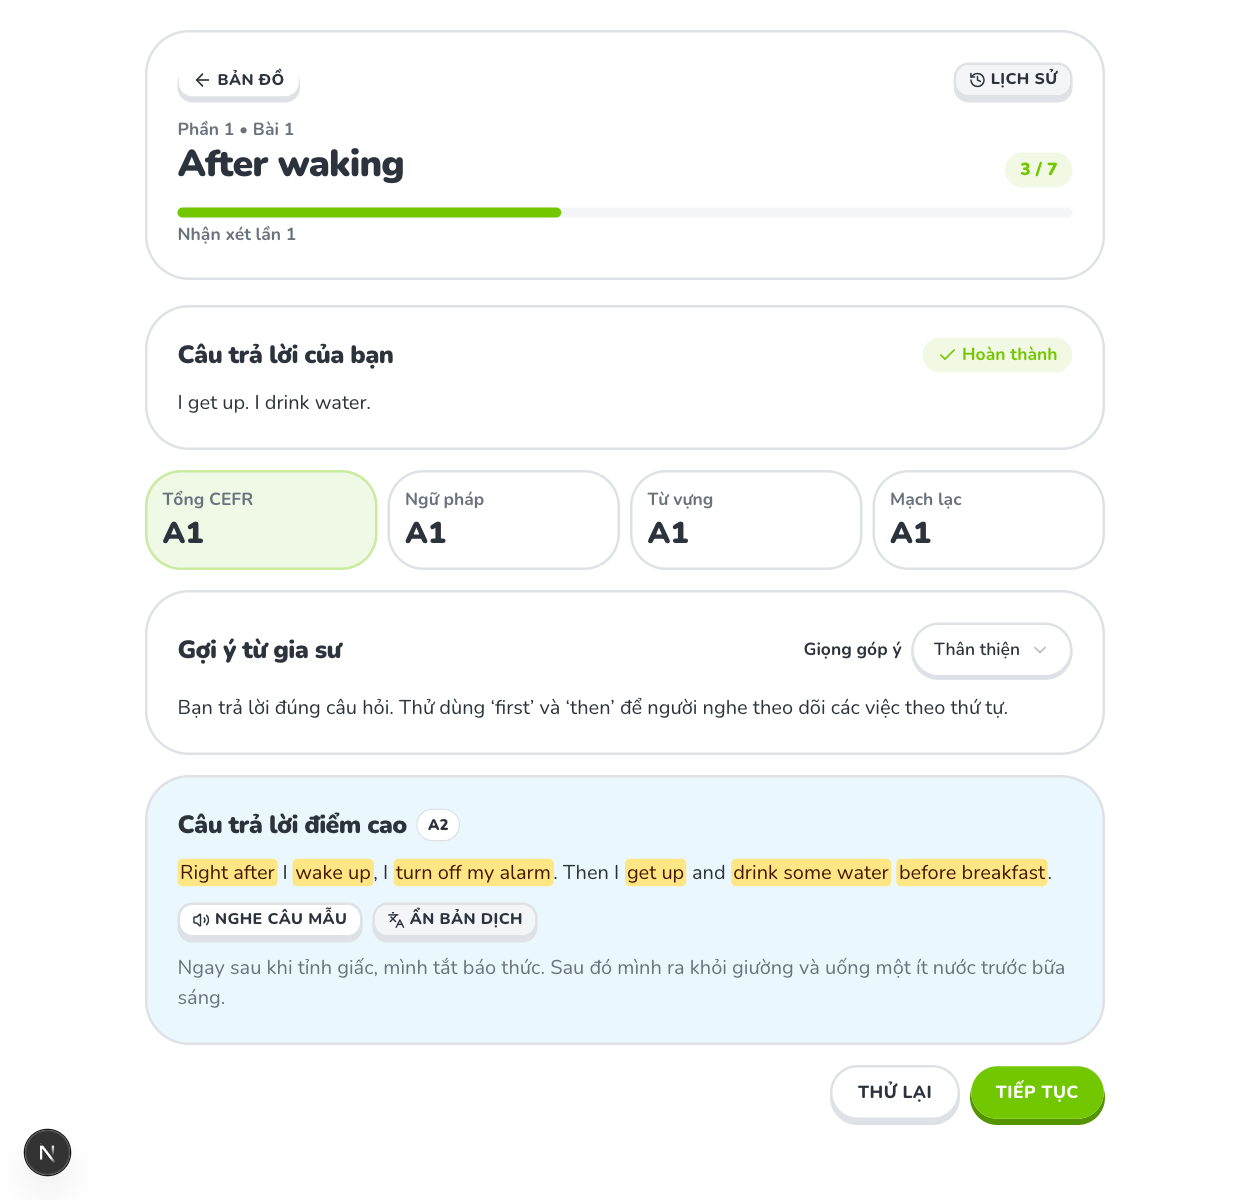 BẢN ĐỒ
LỊCH SỬ
Phần 1 • Bài 1
After waking
3 / 7
Nhận xét lần 1
Câu trả lời của bạn
Hoàn thành
I get up. I drink water.
Tổng CEFR
A1
Ngữ pháp
A1
Từ vựng
A1
Mạch lạc
A1
Gợi ý từ gia sư
Giọng góp ý
Thân thiện
Bạn trả lời đúng câu hỏi. Thử dùng ‘first’ và ‘then’ để người nghe theo dõi các việc theo thứ tự.
Câu trả lời điểm cao
A2
Right after I wake up, I turn off my alarm. Then I get up and drink some water before breakfast.
NGHE CÂU MẪU
ẨN BẢN DỊCH
Ngay sau khi tỉnh giấc, mình tắt báo thức. Sau đó mình ra khỏi giường và uống một ít nước trước bữa
sáng.
THỬ LẠI
TIẾP TỤC
N